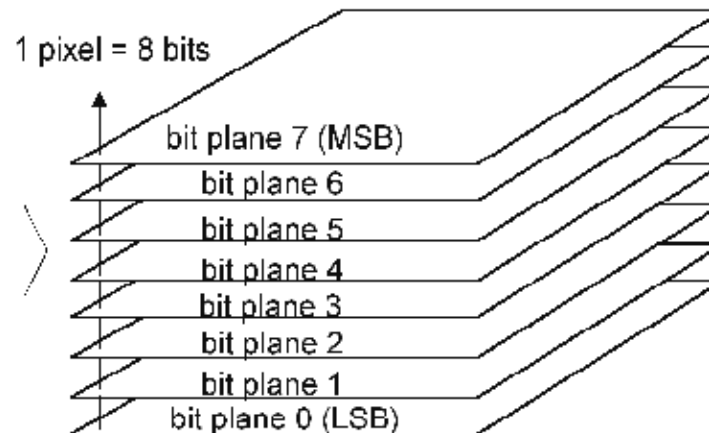 1 pixel = 8 bits
bit plane 7 (MSB)
bit plane 6
bit plane 5
bit plane 4
bit plane 3
bit plane 2
bit plane 1
bit plane 0 (LSB)